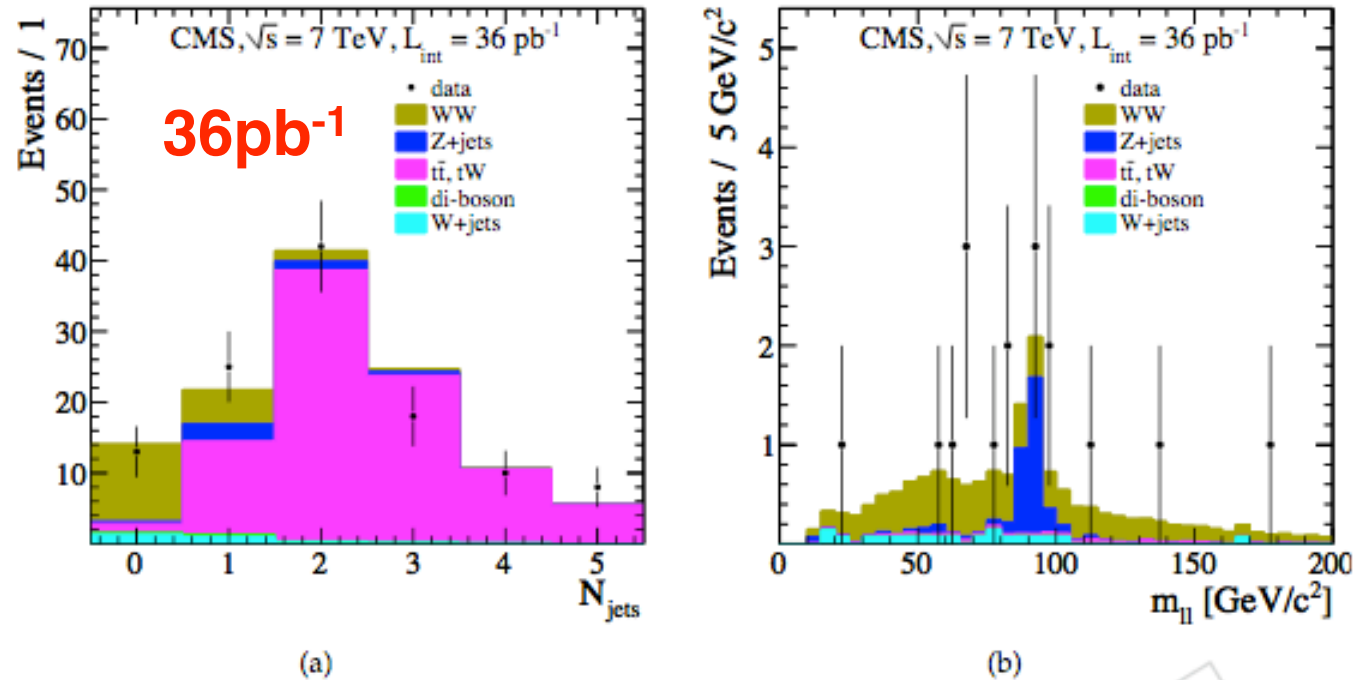 Events / 1
70
60
50
40
30
20
10
CMS, √s = 7 TeV, L_int = 36 pb⁻¹
36pb⁻¹
data
WW
Z+jets
tt̄, tW
di-boson
W+jets
0 1 2 3 4 5
N_jets
(a)
Events / 5 GeV/c²
5
4
3
2
1
CMS, √s = 7 TeV, L_int = 36 pb⁻¹
data
WW
Z+jets
tt̄, tW
di-boson
W+jets
0 50 100 150 200
m_ll [GeV/c²]
(b)